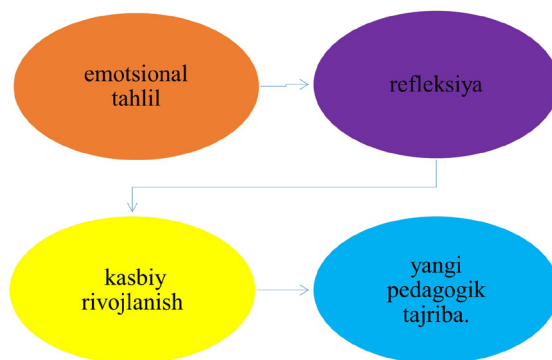 emotsional
tahlil
refleksiya
kasbiy
rivojlanish
yangi
pedagogik
tajriba.